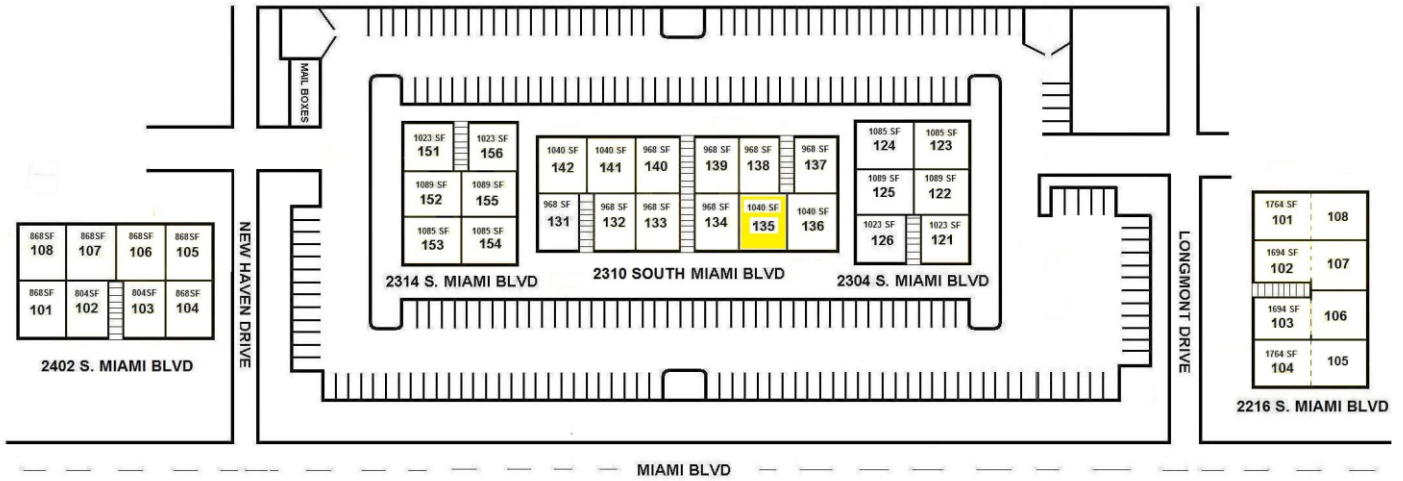 MAIL BOXES
1023 SF
151
1023 SF
156
1089 SF
152
1089 SF
155
1085 SF
153
1085 SF
154
2314 S. MIAMI BLVD
1040 SF
142
1040 SF
141
968 SF
140
968 SF
139
968 SF
138
968 SF
137
968 SF
131
968 SF
132
968 SF
133
968 SF
134
1040 SF
135
1040 SF
136
2310 SOUTH MIAMI BLVD
1085 SF
124
1085 SF
123
1089 SF
125
1089 SF
122
1023 SF
126
1023 SF
121
2304 S. MIAMI BLVD
868SF
108
868SF
107
868SF
106
868SF
105
868SF
101
804SF
102
804SF
103
868SF
104
2402 S. MIAMI BLVD
NEW HAVEN DRIVE
LONGMONT DRIVE
1764 SF
101
108
1694 SF
102
107
1694 SF
103
106
1764 SF
104
105
2216 S. MIAMI BLVD
MIAMI BLVD